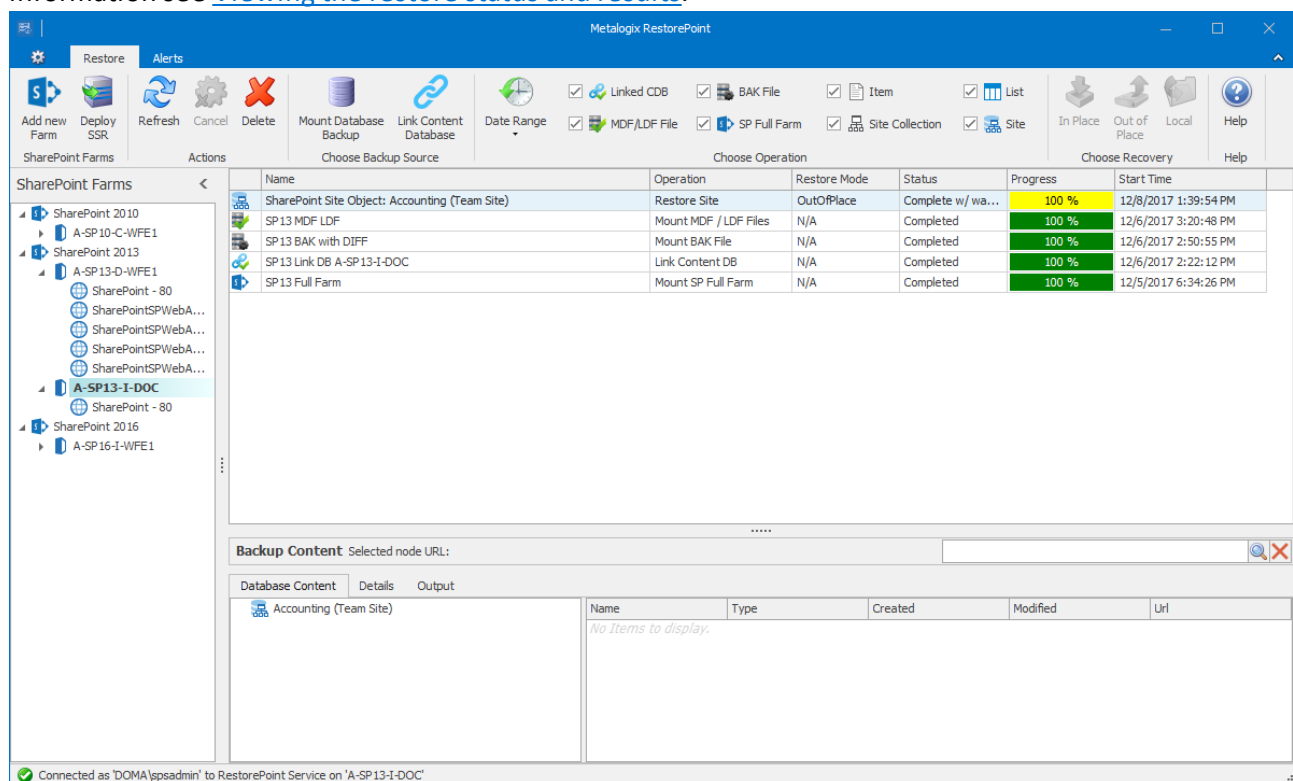 information see Viewing the restore status and results.
Metalogix RestorePoint
Restore Alerts
Add new Farm
Deploy SSR
Refresh
Cancel
Delete
Mount Database Backup
Link Content Database
Date Range
Linked CDB
BAK File
Item
List
MDF/LDF File
SP Full Farm
Site Collection
Site
In Place
Out of Place
Local
Help
SharePoint Farms
Actions
Choose Backup Source
Choose Operation
Choose Recovery
Help
SharePoint Farms
SharePoint 2010
A-SP10-C-WFE1
SharePoint 2013
A-SP13-D-WFE1
SharePoint - 80
SharePointSPWebA...
SharePointSPWebA...
SharePointSPWebA...
SharePointSPWebA...
A-SP13-I-DOC
SharePoint - 80
SharePoint 2016
A-SP16-I-WFE1
Name Operation Restore Mode Status Progress Start Time
SharePoint Site Object: Accounting (Team Site) Restore Site OutOfPlace Complete w/ wa... 100 % 12/8/2017 1:39:54 PM
SP13 MDF LDF Mount MDF / LDF Files N/A Completed 100 % 12/6/2017 3:20:48 PM
SP13 BAK with DIFF Mount BAK File N/A Completed 100 % 12/6/2017 2:50:55 PM
SP13 Link DB A-SP13-I-DOC Link Content DB N/A Completed 100 % 12/6/2017 2:22:12 PM
SP13 Full Farm Mount SP Full Farm N/A Completed 100 % 12/5/2017 6:34:26 PM
Backup Content Selected node URL:
Database Content Details Output
Accounting (Team Site)
Name Type Created Modified Url
No Items to display.
Connected as 'DOMA\spsadmin' to RestorePoint Service on 'A-SP13-I-DOC'